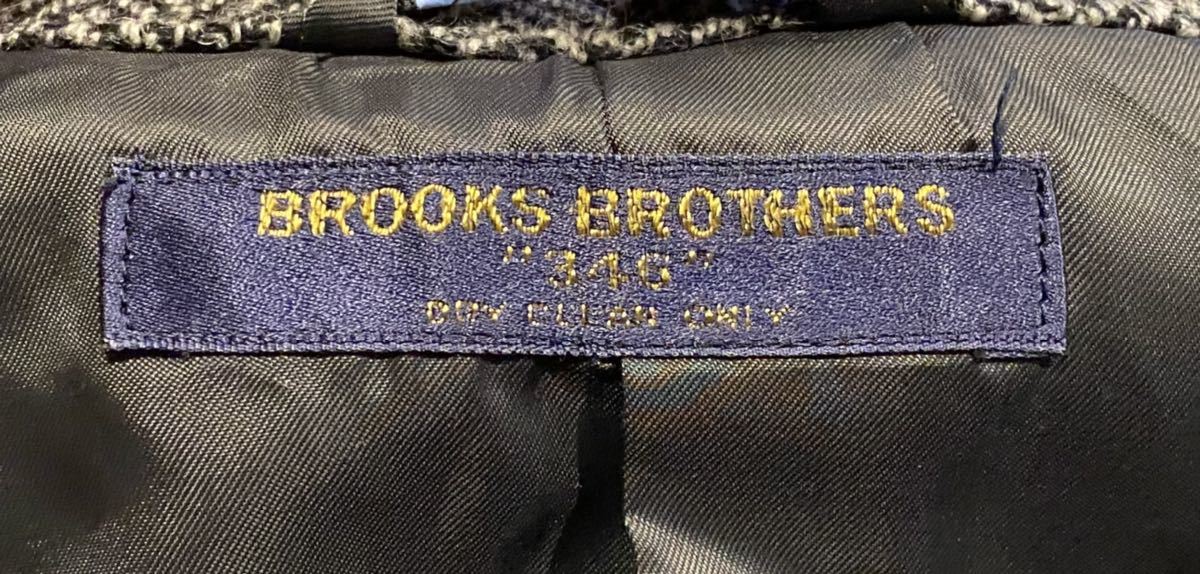 BROOKS BROTHERS
"346"
DRY CLEAN ONLY